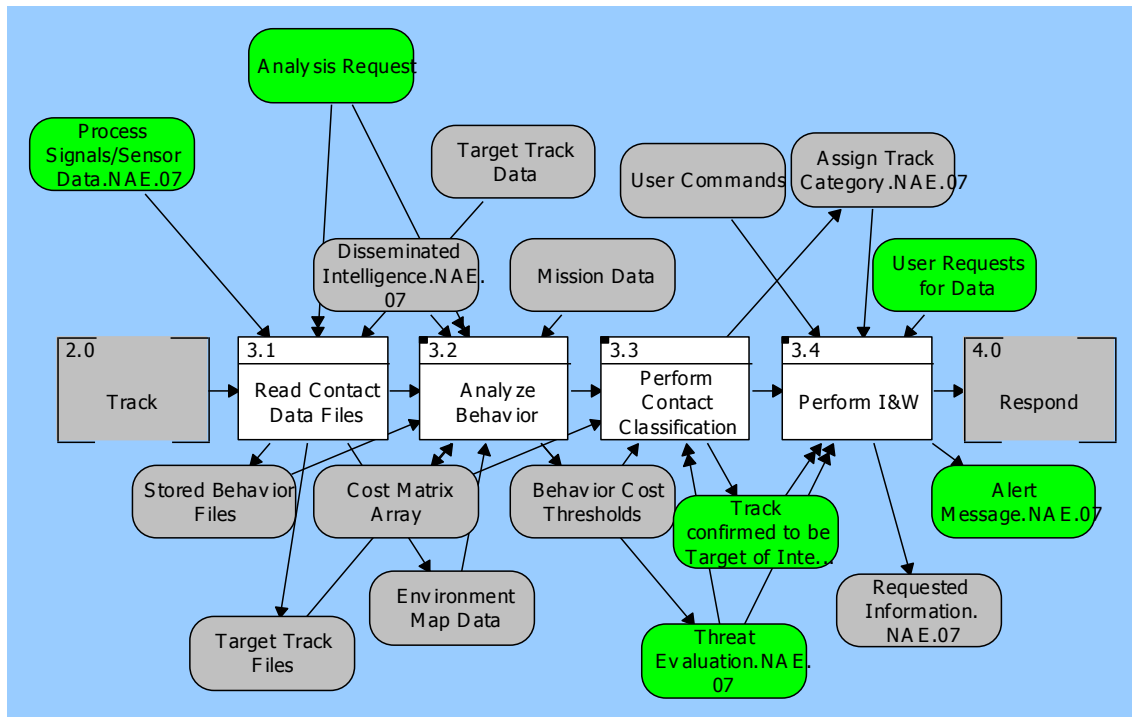 Analysis Request
Process
Signals/Sensor
Data.NAE.07
Target Track
Data
User Commands
Assign Track
Category.NAE.07
Disseminated
Intelligence.NAE.
07
Mission Data
User Requests
for Data
2.0
Track
3.1
Read Contact
Data Files
3.2
Analyze
Behavior
3.3
Perform
Contact
Classification
3.4
Perform I&W
4.0
Respond
Stored Behavior
Files
Cost Matrix
Array
Behavior Cost
Thresholds
Track
confirmed to be
Target of Inte...
Alert
Message.NAE.07
Environment
Map Data
Requested
Information.
NAE.07
Target Track
Files
Threat
Evaluation.NAE.
07